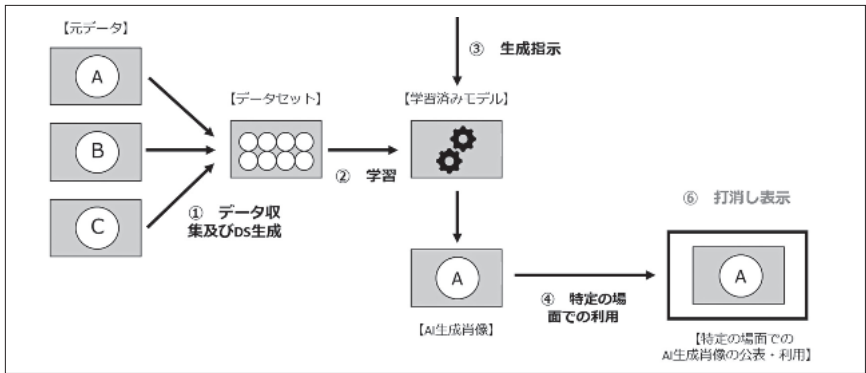 【元データ】
A
B
C
① データ収
集及びDS生成
【データセット】
② 学習
③ 生成指示
【学習済みモデル】
A
【AI生成肖像】
④ 特定の場
面での利用
⑥ 打消し表示
A
【特定の場面での
AI生成肖像の公表・利用】